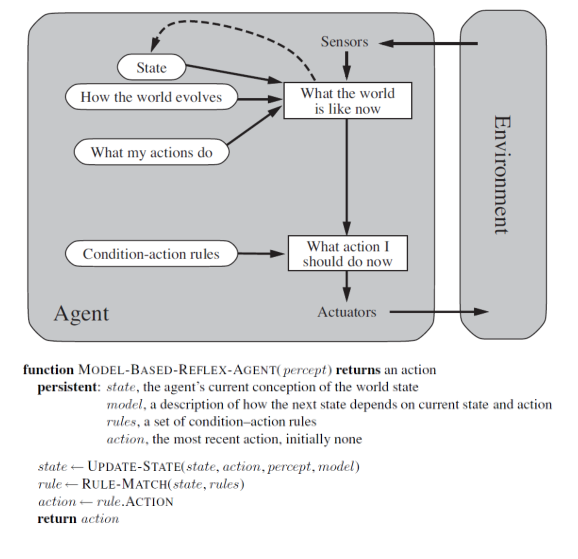 Sensors
State
How the world evolves
What the world
is like now
What my actions do
Environment
Condition-action rules
What action I
should do now
Agent
Actuators
function MODEL-BASED-REFLEX-AGENT(percept) returns an action
persistent: state, the agent's current conception of the world state
model, a description of how the next state depends on current state and action
rules, a set of condition–action rules
action, the most recent action, initially none
state ← UPDATE-STATE(state, action, percept, model)
rule ← RULE-MATCH(state, rules)
action ← rule.ACTION
return action